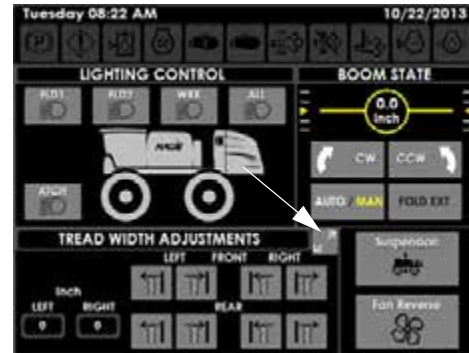 Tuesday 08:22 AM 10/22/2013
LIGHTING CONTROL BOOM STATE
FLD1 FLD2 WRK ALL
0.0
Inch
HAGIE
CW CCW
ATCH
AUTO / MAN FOLD EXT
TREAD WIDTH ADJUSTMENTS
Suspension
LEFT FRONT RIGHT
Inch
LEFT RIGHT REAR
Fan Reverse
0 0